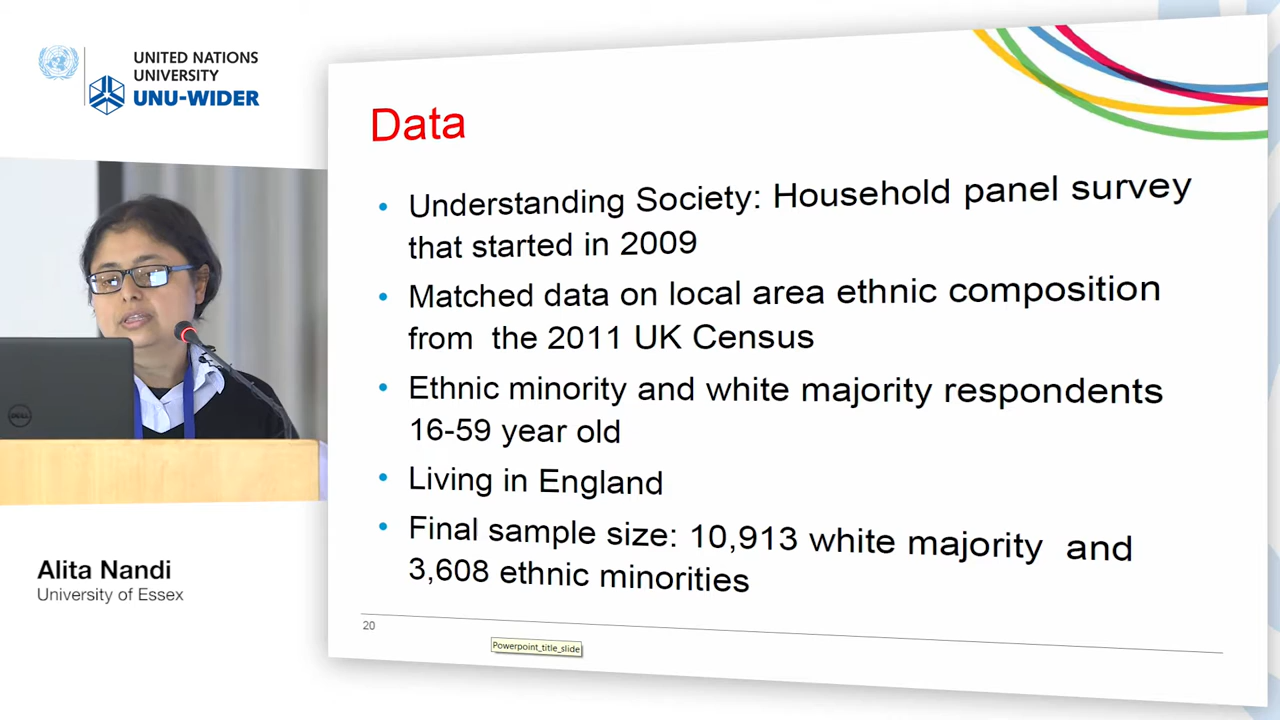 UNITED NATIONS
UNIVERSITY
UNU-WIDER
Data
• Understanding Society: Household panel survey
that started in 2009
• Matched data on local area ethnic composition
from the 2011 UK Census
• Ethnic minority and white majority respondents
16-59 year old
• Living in England
• Final sample size: 10,913 white majority and
3,608 ethnic minorities
20
Powerpoint_title_slide
DELL
Alita Nandi
University of Essex